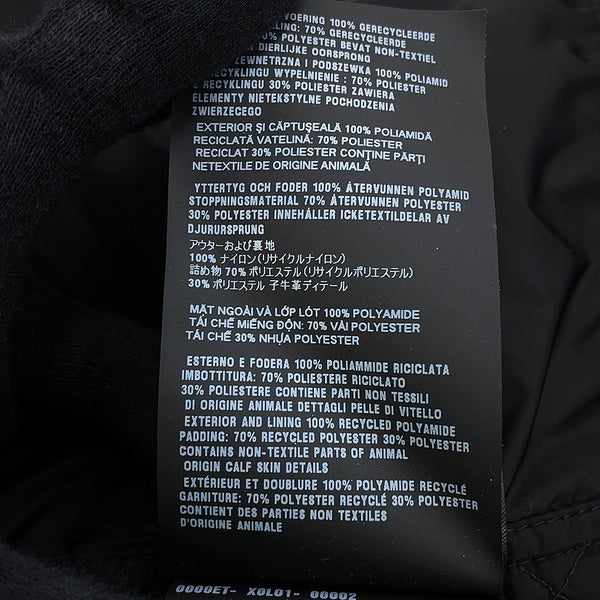 VOERING 100% GERECYCLEERDE
LING: 70% GERECYCLEERDE
30% POLYESTER BEVAT NON-TEXTIEL
N DIERLIJKE OORSPRONG
ZEWNĘTRZNA I PODSZEWKA 100% POLIAMID
RECYKLINGU WYPEŁNIENIE : 70% POLIESTER
Z RECYKLINGU 30% POLIESTER ZAWIERA
ELEMENTY NIETEKSTYLNE POCHODZENIA
ZWIERZECEGO
EXTERIOR ŞI CĂPTUŞEALĂ 100% POLIAMIDĂ
RECICLATĂ VATELINĂ: 70% POLIESTER
RECICLAT 30% POLIESTER CONŢINE PĂRŢI
NETEXTILE DE ORIGINE ANIMALĂ
YTTERTYG OCH FODER 100% ÅTERVUNNEN POLYAMID
STOPPNINGSMATERIAL 70% ÅTERVUNNEN POLYESTER
30% POLYESTER INNEHÅLLER ICKETEXTILDELAR AV
DJURURSPRUNG
アウターおよび裏地
100% ナイロン(リサイクルナイロン)
詰め物 70% ポリエステル(リサイクルポリエステル)
30% ポリエステル 子牛革ディテール
MẶT NGOÀI VÀ LỚP LÓT 100% POLYAMIDE
TÁI CHẾ MIẾNG ĐỘN: 70% VẢI POLYESTER
TÁI CHẾ 30% NHỰA POLYESTER
ESTERNO E FODERA 100% POLIAMMIDE RICICLATA
IMBOTTITURA: 70% POLIESTERE RICICLATO
30% POLIESTERE CONTIENE PARTI NON TESSILI
DI ORIGINE ANIMALE DETTAGLI PELLE DI VITELLO
EXTERIOR AND LINING 100% RECYCLED POLYAMIDE
PADDING: 70% RECYCLED POLYESTER 30% POLYESTER
CONTAINS NON-TEXTILE PARTS OF ANIMAL
ORIGIN CALF SKIN DETAILS
EXTÉRIEUR ET DOUBLURE 100% POLYAMIDE RECYCLÉ
GARNITURE: 70% POLYESTER RECYCLÉ 30% POLYESTER
CONTIENT DES PARTIES NON TEXTILES
D'ORIGINE ANIMALE
0000ET- X0L01- 00002